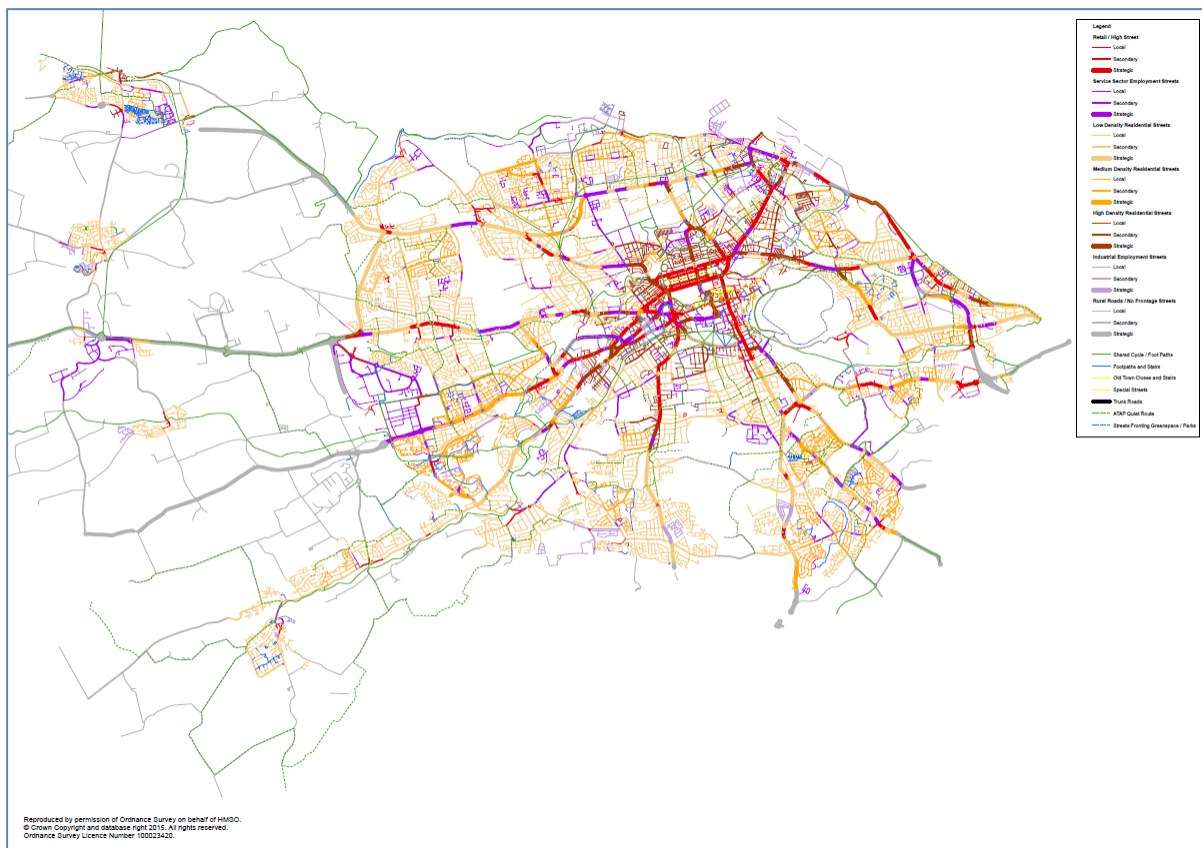 Legend
Retail / High Street
Local
Secondary
Strategic
Service Sector Employment Streets
Local
Secondary
Strategic
Low Density Residential Streets
Local
Secondary
Strategic
Medium Density Residential Streets
Local
Secondary
Strategic
High Density Residential Streets
Local
Secondary
Strategic
Industrial Employment Streets
Local
Secondary
Strategic
Rural Roads / No Frontage Streets
Local
Secondary
Strategic
Shared Cycle / Foot Paths
Footpaths and Stairs
Old Town Closes and Stairs
Special Streets
Trunk Roads
ATAP Quiet Route
Streets Fronting Greenspace / Parks
Reproduced by permission of Ordnance Survey on behalf of HMSO.
© Crown Copyright and database right 2015. All rights reserved.
Ordnance Survey Licence Number 100023420.